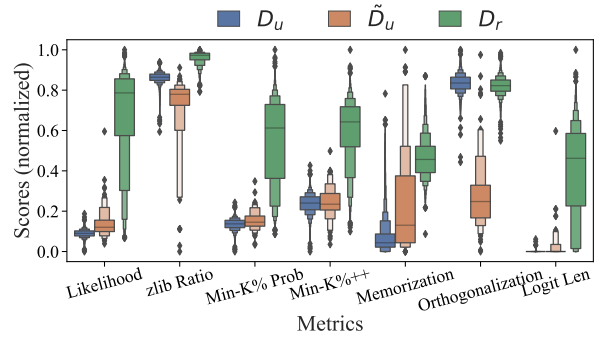 D_u D̃_u D_r
Scores (normalized)
1.0
0.8
0.6
0.4
0.2
0.0
Likelihood
zlib Ratio
Min-K% Prob
Min-K%++
Memorization
Orthogonalization
Logit Len
Metrics